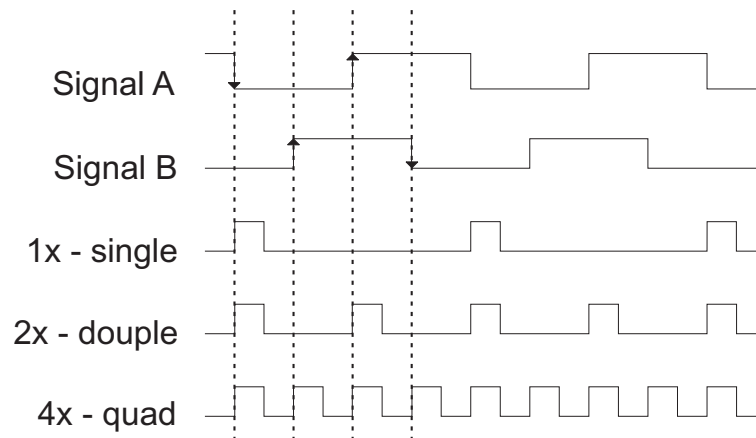 Signal A
Signal B
1x - single
2x - douple
4x - quad